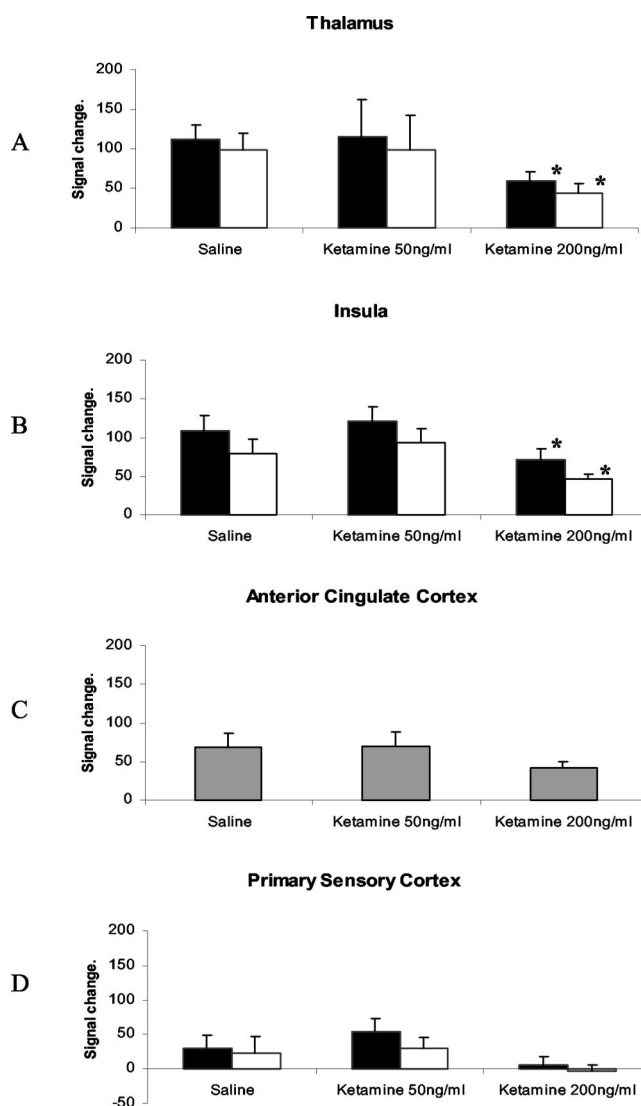 Thalamus
A
Signal change.
200
150
100
50
0
*
*
Saline
Ketamine 50ng/ml
Ketamine 200ng/ml
Insula
B
Signal change.
200
150
100
50
0
*
*
Saline
Ketamine 50ng/ml
Ketamine 200ng/ml
Anterior Cingulate Cortex
C
Signal change.
200
150
100
50
0
Saline
Ketamine 50ng/ml
Ketamine 200ng/ml
Primary Sensory Cortex
D
Signal change.
200
150
100
50
0
-50
Saline
Ketamine 50ng/ml
Ketamine 200ng/ml